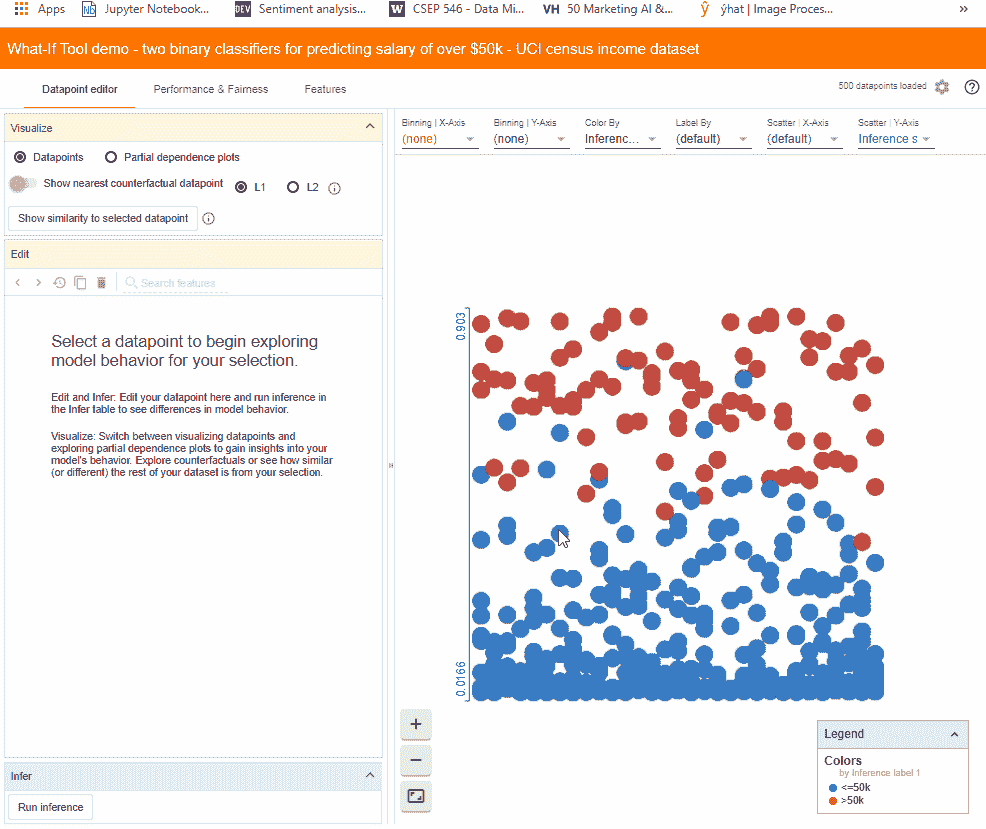 Apps Nb Jupyter Notebook... DEV Sentiment analysis... W CSEP 546 - Data Mi... VH 50 Marketing AI &... ŷ ŷhat | Image Proces... »
What-If Tool demo - two binary classifiers for predicting salary of over $50k - UCI census income dataset
Datapoint editor Performance & Fairness Features 500 datapoints loaded
Visualize
Datapoints Partial dependence plots
Show nearest counterfactual datapoint L1 L2
Show similarity to selected datapoint
Binning | X-Axis Binning | Y-Axis Color By Label By Scatter | X-Axis Scatter | Y-Axis
(none) (none) Inferenc... (default) (default) Inference s
Edit
Search features
Select a datapoint to begin exploring
model behavior for your selection.
Edit and Infer: Edit your datapoint here and run inference in
the Infer table to see differences in model behavior.
Visualize: Switch between visualizing datapoints and
exploring partial dependence plots to gain insights into your
model's behavior. Explore counterfactuals or see how similar
(or different) the rest of your dataset is from your selection.
0.903
0.0166
Legend
Colors
by Inference label 1
<=50k
>50k
Infer
Run inference